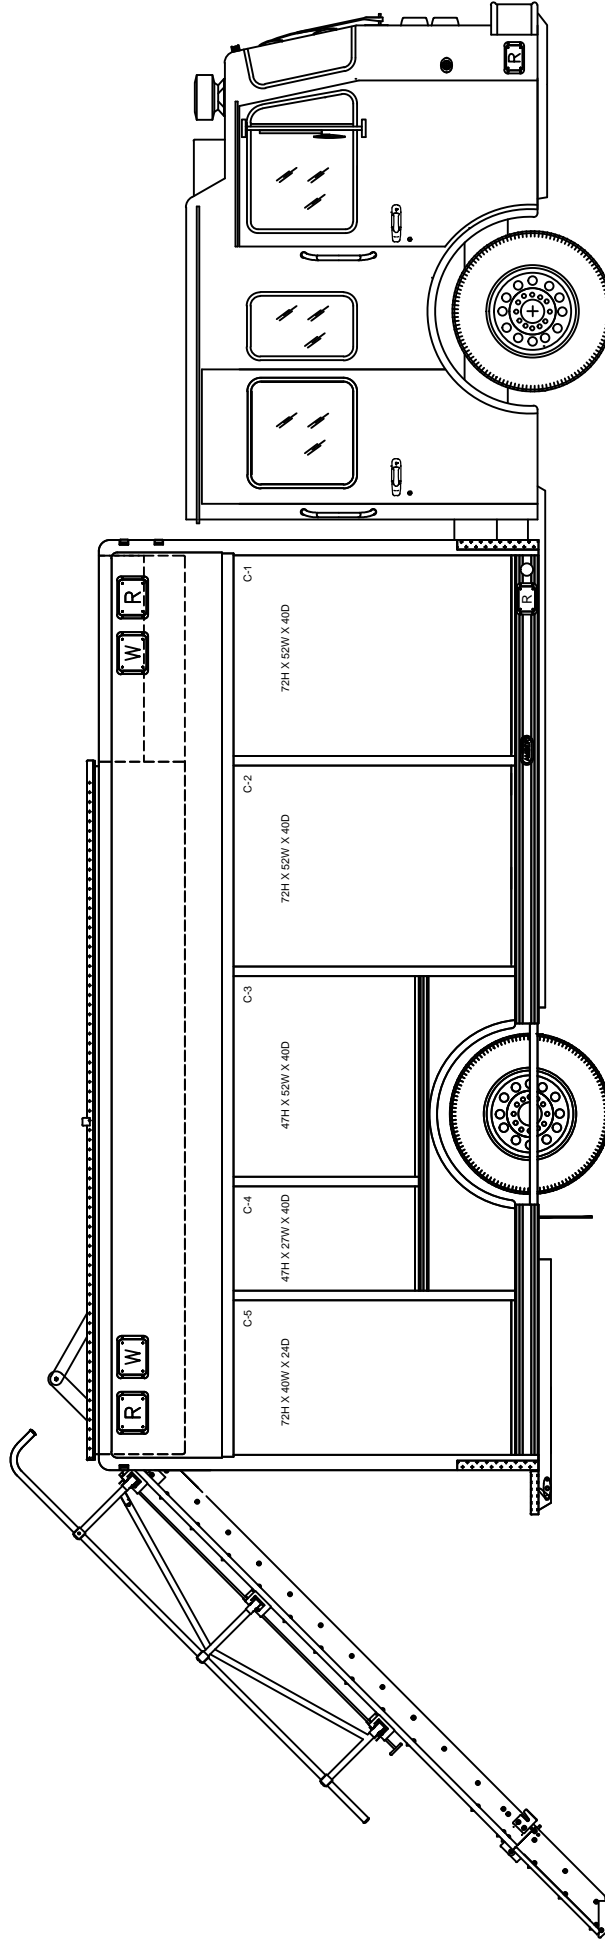 R
R
W
C-1
72H X 52W X 40D
R
C-2
72H X 52W X 40D
C-3
47H X 52W X 40D
C-4
47H X 27W X 40D
C-5
72H X 40W X 24D
W
R